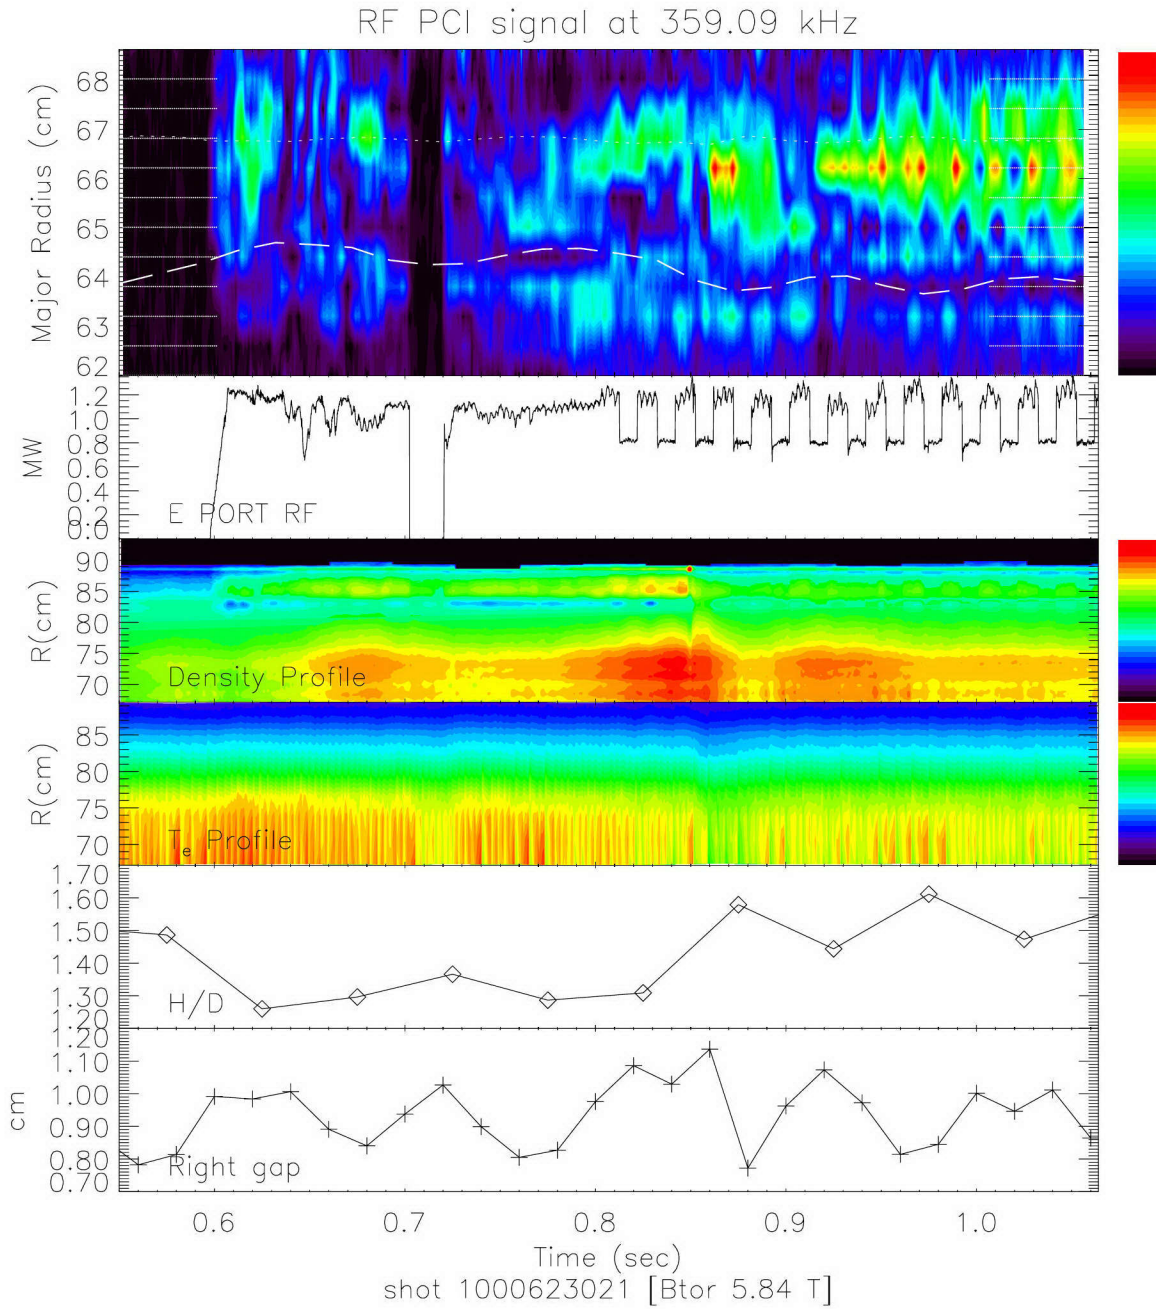 RF PCI signal at 359.09 kHz
Major Radius (cm)
68
67
66
65
64
63
62
MW
1.2
1.0
0.8
0.6
0.4
0.2
0.0
E PORT RF
R(cm)
90
85
80
75
70
Density Profile
R(cm)
85
80
75
70
Te Profile
1.70
1.60
1.50
1.40
1.30
1.20
H/D
cm
1.20
1.10
1.00
0.90
0.80
0.70
Right gap
0.6 0.7 0.8 0.9 1.0
Time (sec)
shot 1000623021 [Btor 5.84 T]